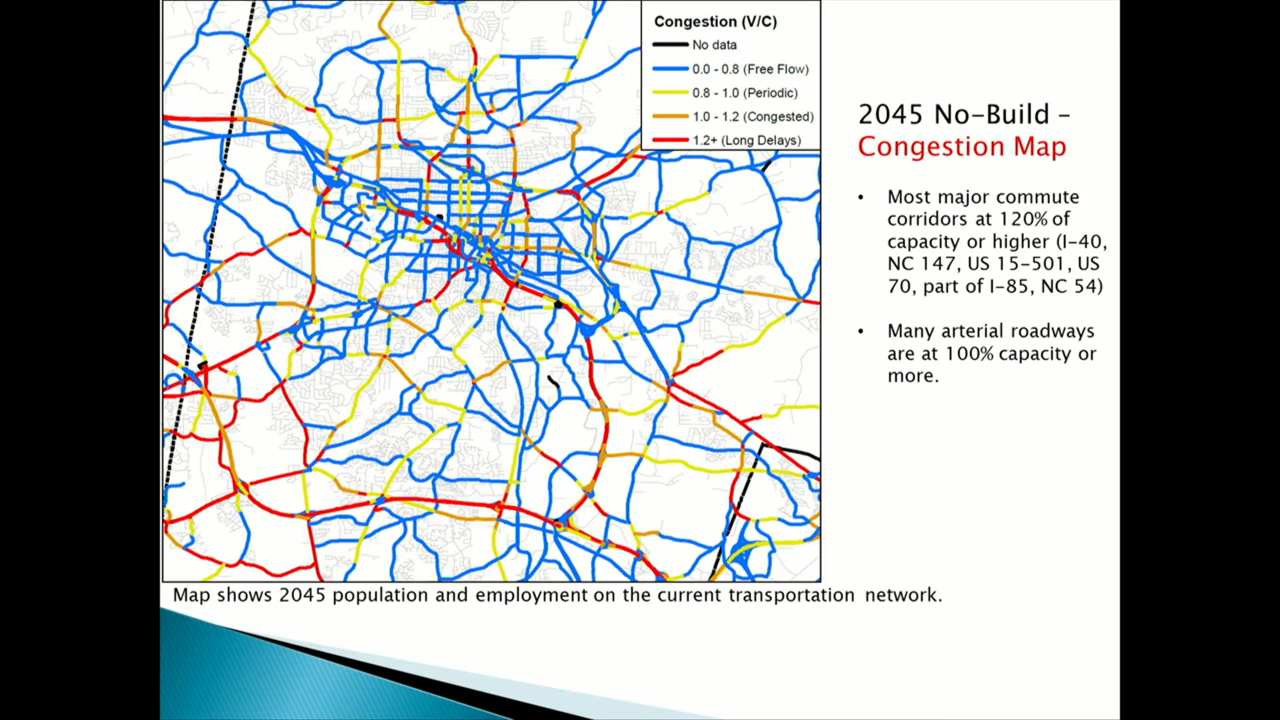 Congestion (V/C)
No data
0.0 - 0.8 (Free Flow)
0.8 - 1.0 (Periodic)
1.0 - 1.2 (Congested)
1.2+ (Long Delays)
2045 No-Build –
Congestion Map
• Most major commute
corridors at 120% of
capacity or higher (I-40,
NC 147, US 15-501, US
70, part of I-85, NC 54)
• Many arterial roadways
are at 100% capacity or
more.
Map shows 2045 population and employment on the current transportation network.